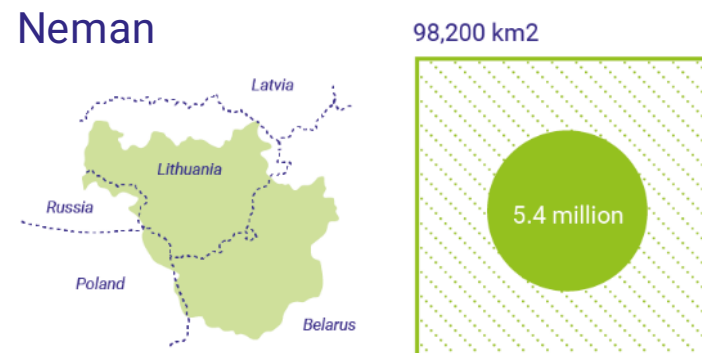 Neman
98,200 km2
Latvia
Lithuania
Russia
5.4 million
Poland
Belarus